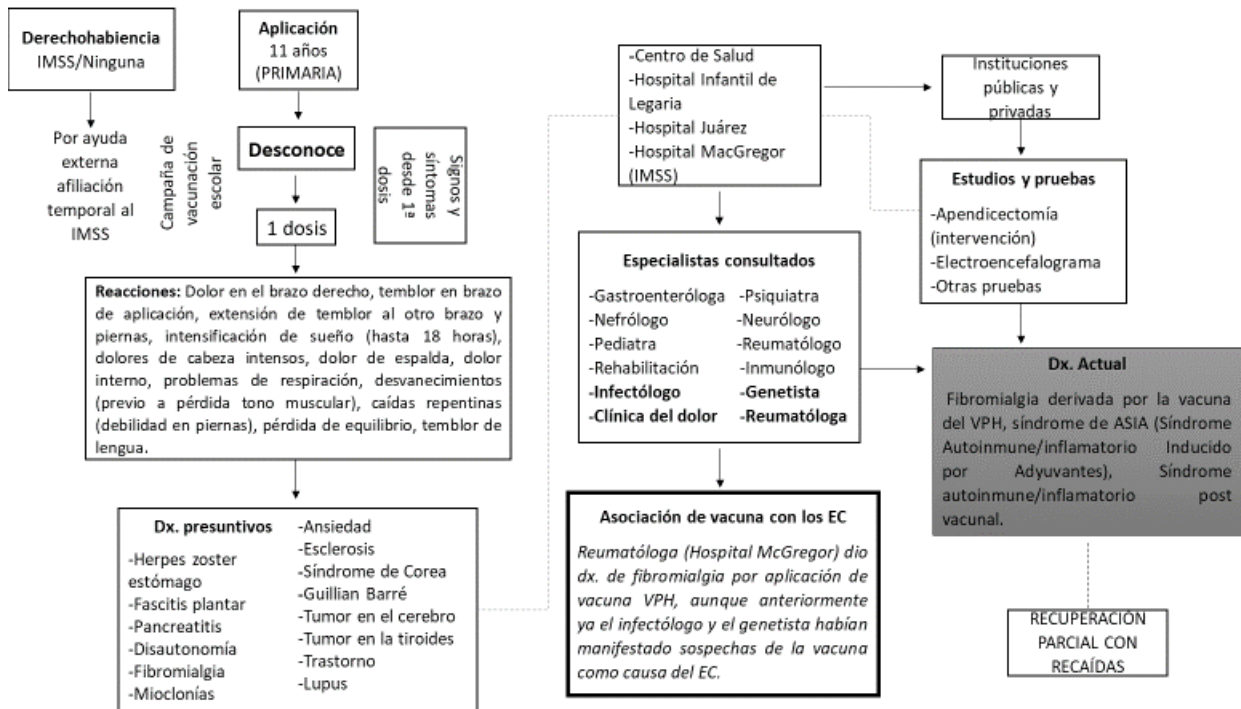 Derechohabiencia
IMSS/Ninguna
Por ayuda
externa
afiliación
temporal al
IMSS
Aplicación
11 años
(PRIMARIA)
Campaña de
vacunación
escolar
Desconoce
Signos y
síntomas
desde 1ª
dosis
1 dosis
Reacciones: Dolor en el brazo derecho, temblor en brazo
de aplicación, extensión de temblor al otro brazo y
piernas, intensificación de sueño (hasta 18 horas),
dolores de cabeza intensos, dolor de espalda, dolor
interno, problemas de respiración, desvanecimientos
(previo a pérdida tono muscular), caídas repentinas
(debilidad en piernas), pérdida de equilibrio, temblor de
lengua.
Dx. presuntivos
-Herpes zoster
estómago
-Fascitis plantar
-Pancreatitis
-Disautonomía
-Fibromialgia
-Mioclonías
-Ansiedad
-Esclerosis
-Síndrome de Corea
-Guillian Barré
-Tumor en el cerebro
-Tumor en la tiroides
-Trastorno
-Lupus
-Centro de Salud
-Hospital Infantil de
Legaria
-Hospital Juárez
-Hospital MacGregor
(IMSS)
Especialistas consultados
-Gastroenteróloga
-Nefrólogo
-Pediatra
-Rehabilitación
-Infectólogo
-Clínica del dolor
-Psiquiatra
-Neurólogo
-Reumatólogo
-Inmunólogo
-Genetista
-Reumatóloga
Asociación de vacuna con los EC
Reumatóloga (Hospital McGregor) dio
dx. de fibromialgia por aplicación de
vacuna VPH, aunque anteriormente
ya el infectólogo y el genetista habían
manifestado sospechas de la vacuna
como causa del EC.
Instituciones
públicas y
privadas
Estudios y pruebas
-Apendicectomía
(intervención)
-Electroencefalograma
-Otras pruebas
Dx. Actual
Fibromialgia derivada por la vacuna
del VPH, síndrome de ASIA (Síndrome
Autoinmune/inflamatorio Inducido
por Adyuvantes), Síndrome
autoinmune/inflamatorio post
vacunal.
RECUPERACIÓN
PARCIAL CON
RECAÍDAS